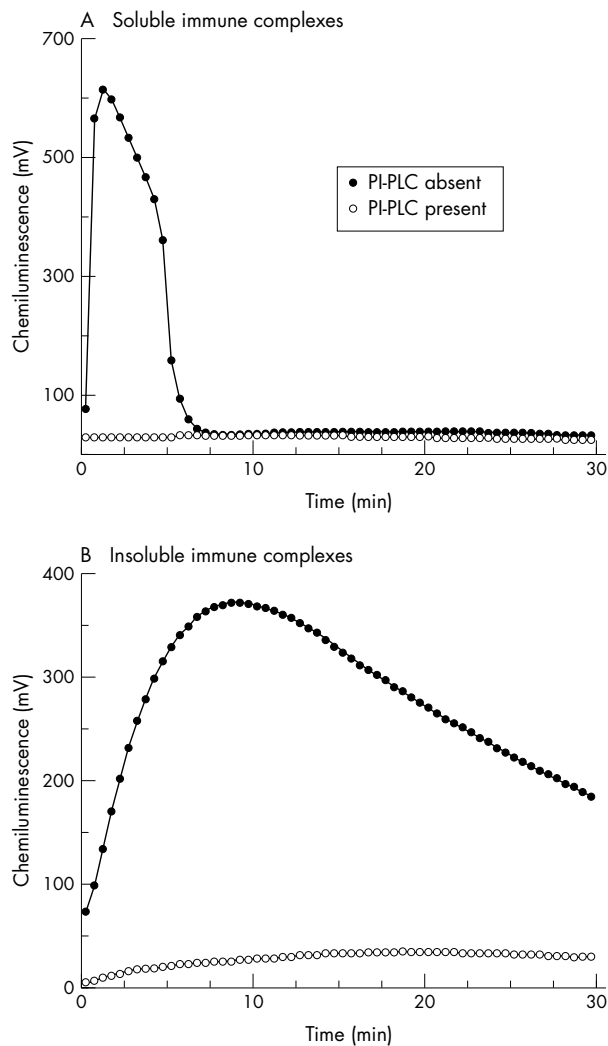 A Soluble immune complexes
700
500
300
100
Chemiluminescence (mV)
PI-PLC absent
PI-PLC present
0 10 20 30
Time (min)
B Insoluble immune complexes
400
300
200
100
0
Chemiluminescence (mV)
0 10 20 30
Time (min)